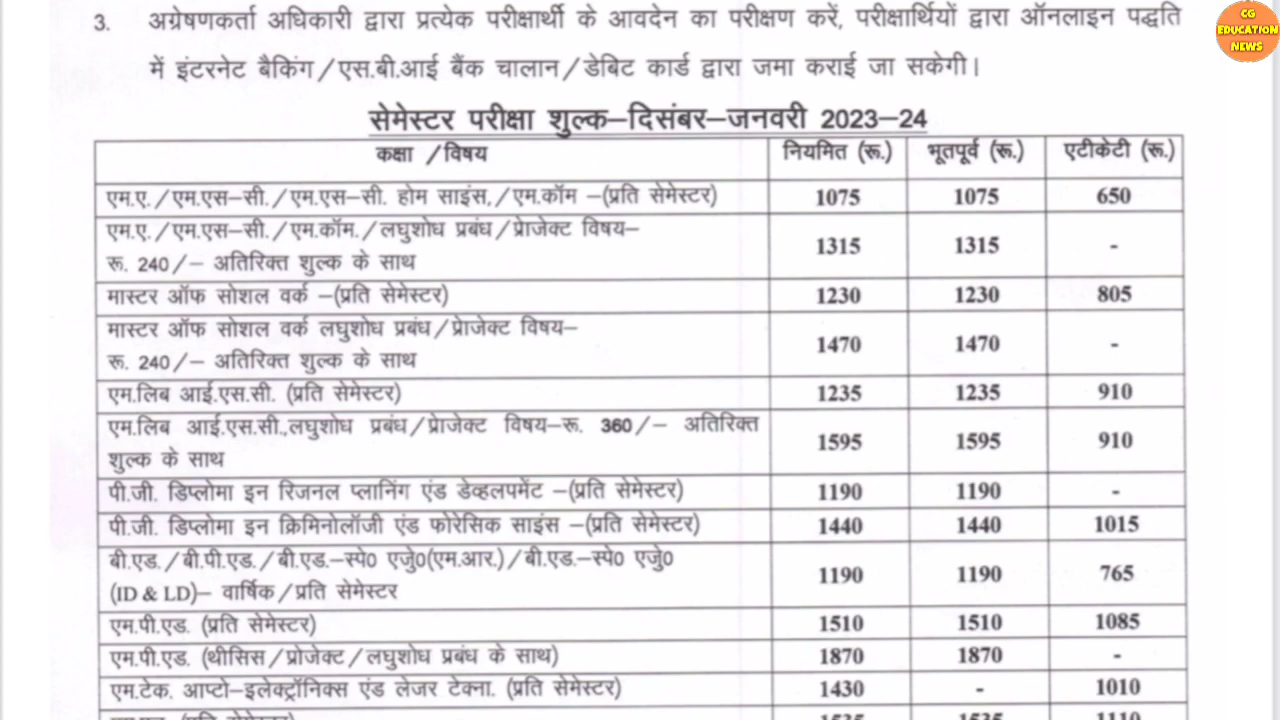 3. अग्रेषणकर्ता अधिकारी द्वारा प्रत्येक परीक्षार्थी के आवदेन का परीक्षण करें, परीक्षार्थियों द्वारा ऑनलाइन पद्धति
में इंटरनेट बैकिंग/एस.बी.आई बैंक चालान/डेबिट कार्ड द्वारा जमा कराई जा सकेगी।
CG
EDUCATION
NEWS
सेमेस्टर परीक्षा शुल्क–दिसंबर–जनवरी 2023–24
कक्षा /विषय नियमित (रू.) भूतपूर्व (रू.) एटीकेटी (रू.)
एम.ए./एम.एस–सी./एम.एस–सी. होम साइंस,/एम.कॉम –(प्रति सेमेस्टर) 1075 1075 650
एम.ए./एम.एस–सी./एम.कॉम./लघुशोध प्रबंध/प्रेाजेक्ट विषय–
रू. 240/– अतिरिक्त शुल्क के साथ 1315 1315 -
मास्टर ऑफ सोशल वर्क –(प्रति सेमेस्टर) 1230 1230 805
मास्टर ऑफ सोशल वर्क लघुशोध प्रबंध/प्रेाजेक्ट विषय–
रू. 240/– अतिरिक्त शुल्क के साथ 1470 1470 -
एम.लिब आई.एस.सी. (प्रति सेमेस्टर) 1235 1235 910
एम.लिब आई.एस.सी.,लघुशोध प्रबंध/प्रेाजेक्ट विषय–रू. 360/– अतिरिक्त
शुल्क के साथ 1595 1595 910
पी.जी. डिप्लोमा इन रिजनल प्लानिंग एंड डेव्हलपमेंट –(प्रति सेमेस्टर) 1190 1190 -
पी.जी. डिप्लोमा इन क्रिमिनोलॉजी एंड फोरेसिक साइंस –(प्रति सेमेस्टर) 1440 1440 1015
बी.एड./बी.पी.एड./बी.एड.–स्पे0 एजुे0(एम.आर.)/बी.एड.–स्पे0 एजुे0
(ID & LD)– वार्षिक/प्रति सेमेस्टर 1190 1190 765
एम.पी.एड. (प्रति सेमेस्टर) 1510 1510 1085
एम.पी.एड. (थीसिस/प्रोजेक्ट/लघुशोध प्रबंध के साथ) 1870 1870 -
एम.टेक. आप्टो–इलेक्ट्रॉनिक्स एंड लेजर टेक्ना. (प्रति सेमेस्टर) 1430 - 1010